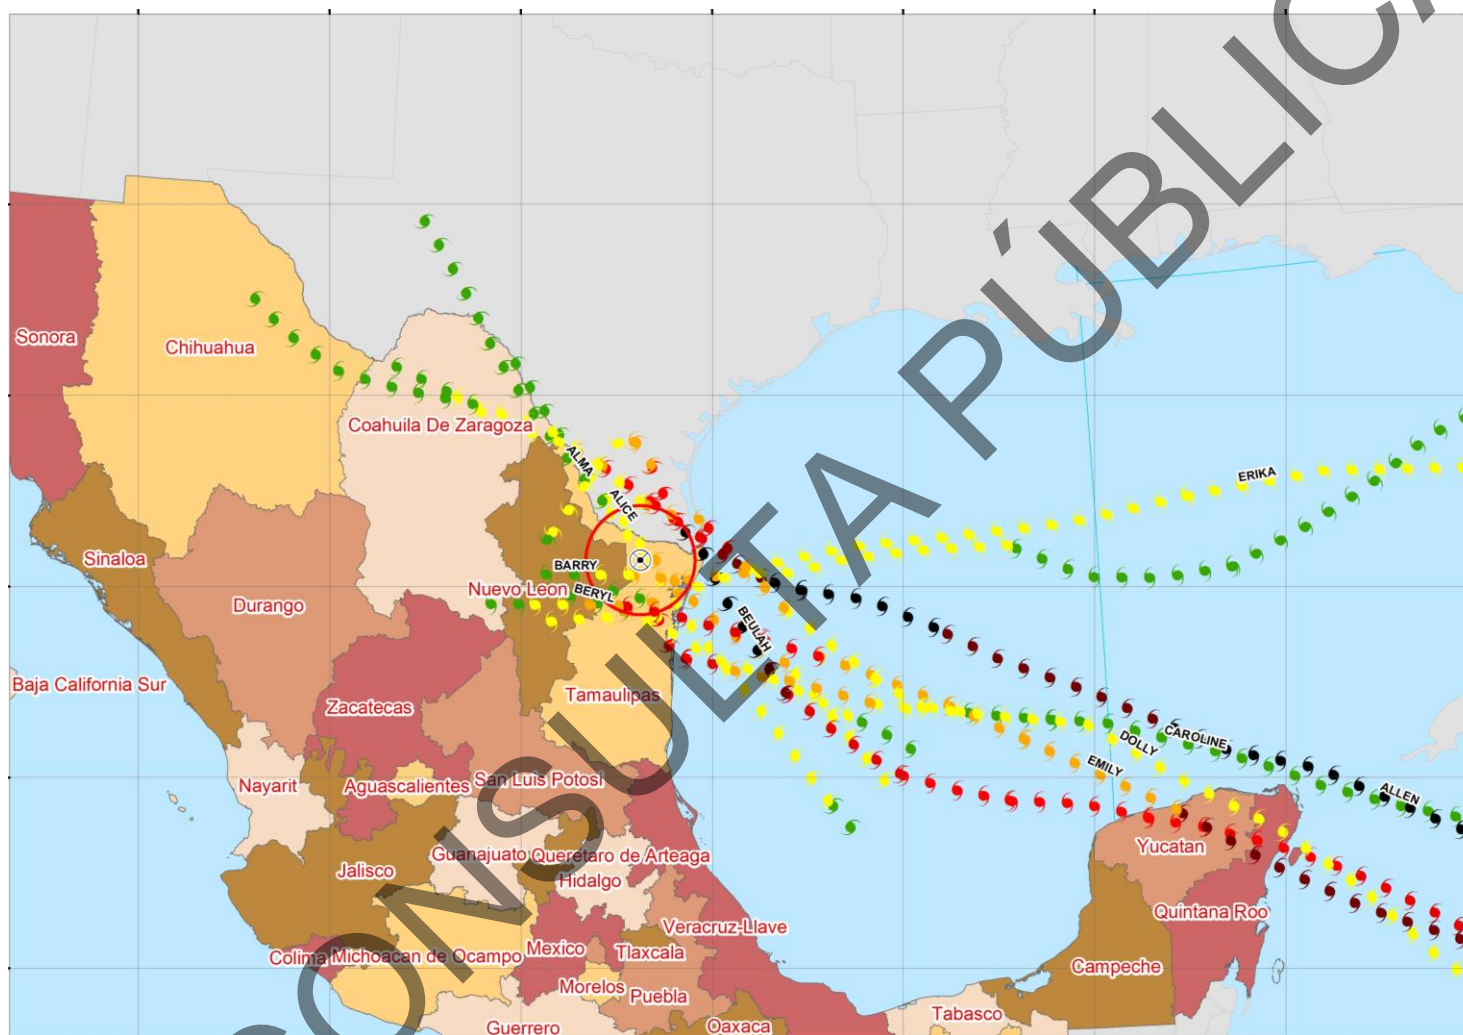 CONSULTA PÚBLICA
ERIKA
Sonora
Chihuahua
Coahuila De Zaragoza
ALMA
ALICE
Sinaloa
BARRY
Nuevo Leon
BERYL
Durango
BEULAH
Baja California Sur
Tamaulipas
Zacatecas
CAROLINE
DOLLY
EMILY
Nayarit
Aguascalientes
San Luis Potosi
ALLEN
Yucatan
Guanajuato
Queretaro de Arteaga
Jalisco
Hidalgo
Quintana Roo
Veracruz-Llave
Colima
Michoacan de Ocampo
Mexico
Tlaxcala
Campeche
Morelos
Puebla
Tabasco
Guerrero
Oaxaca